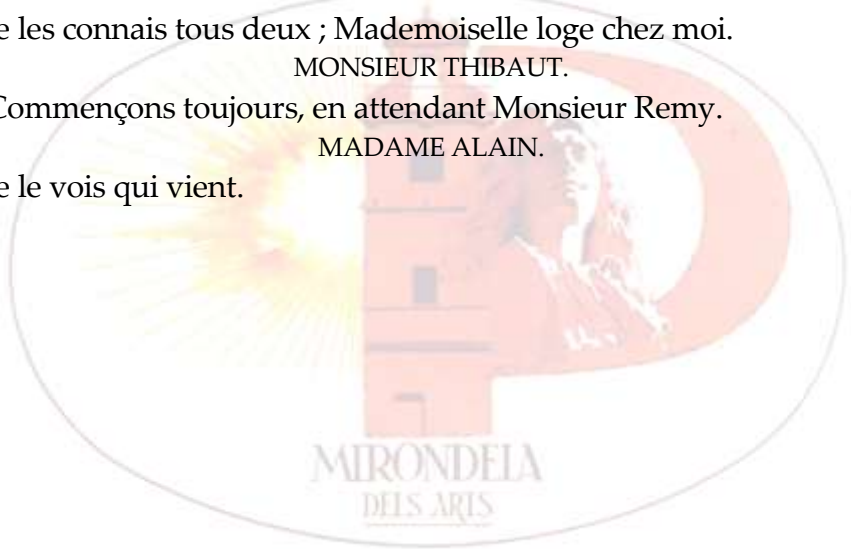 e les connais tous deux ; Mademoiselle loge chez moi.
MONSIEUR THIBAUT.
Commençons toujours, en attendant Monsieur Remy.
MADAME ALAIN.
e le vois qui vient.
MIRONDELA
DELS ARTS